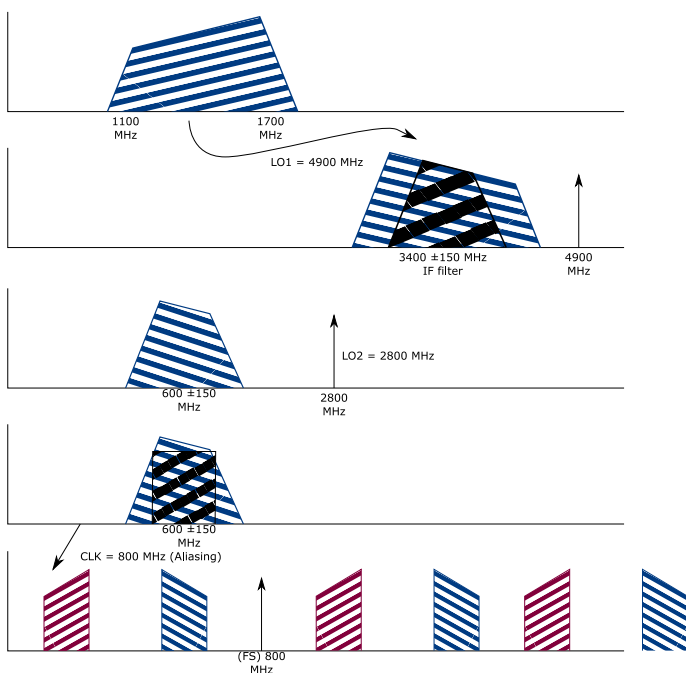 1100
MHz
1700
MHz
LO1 = 4900 MHz
3400 ±150 MHz
IF filter
4900
MHz
LO2 = 2800 MHz
600 ±150
MHz
2800
MHz
600 ±150
MHz
CLK = 800 MHz (Aliasing)
(FS) 800
MHz